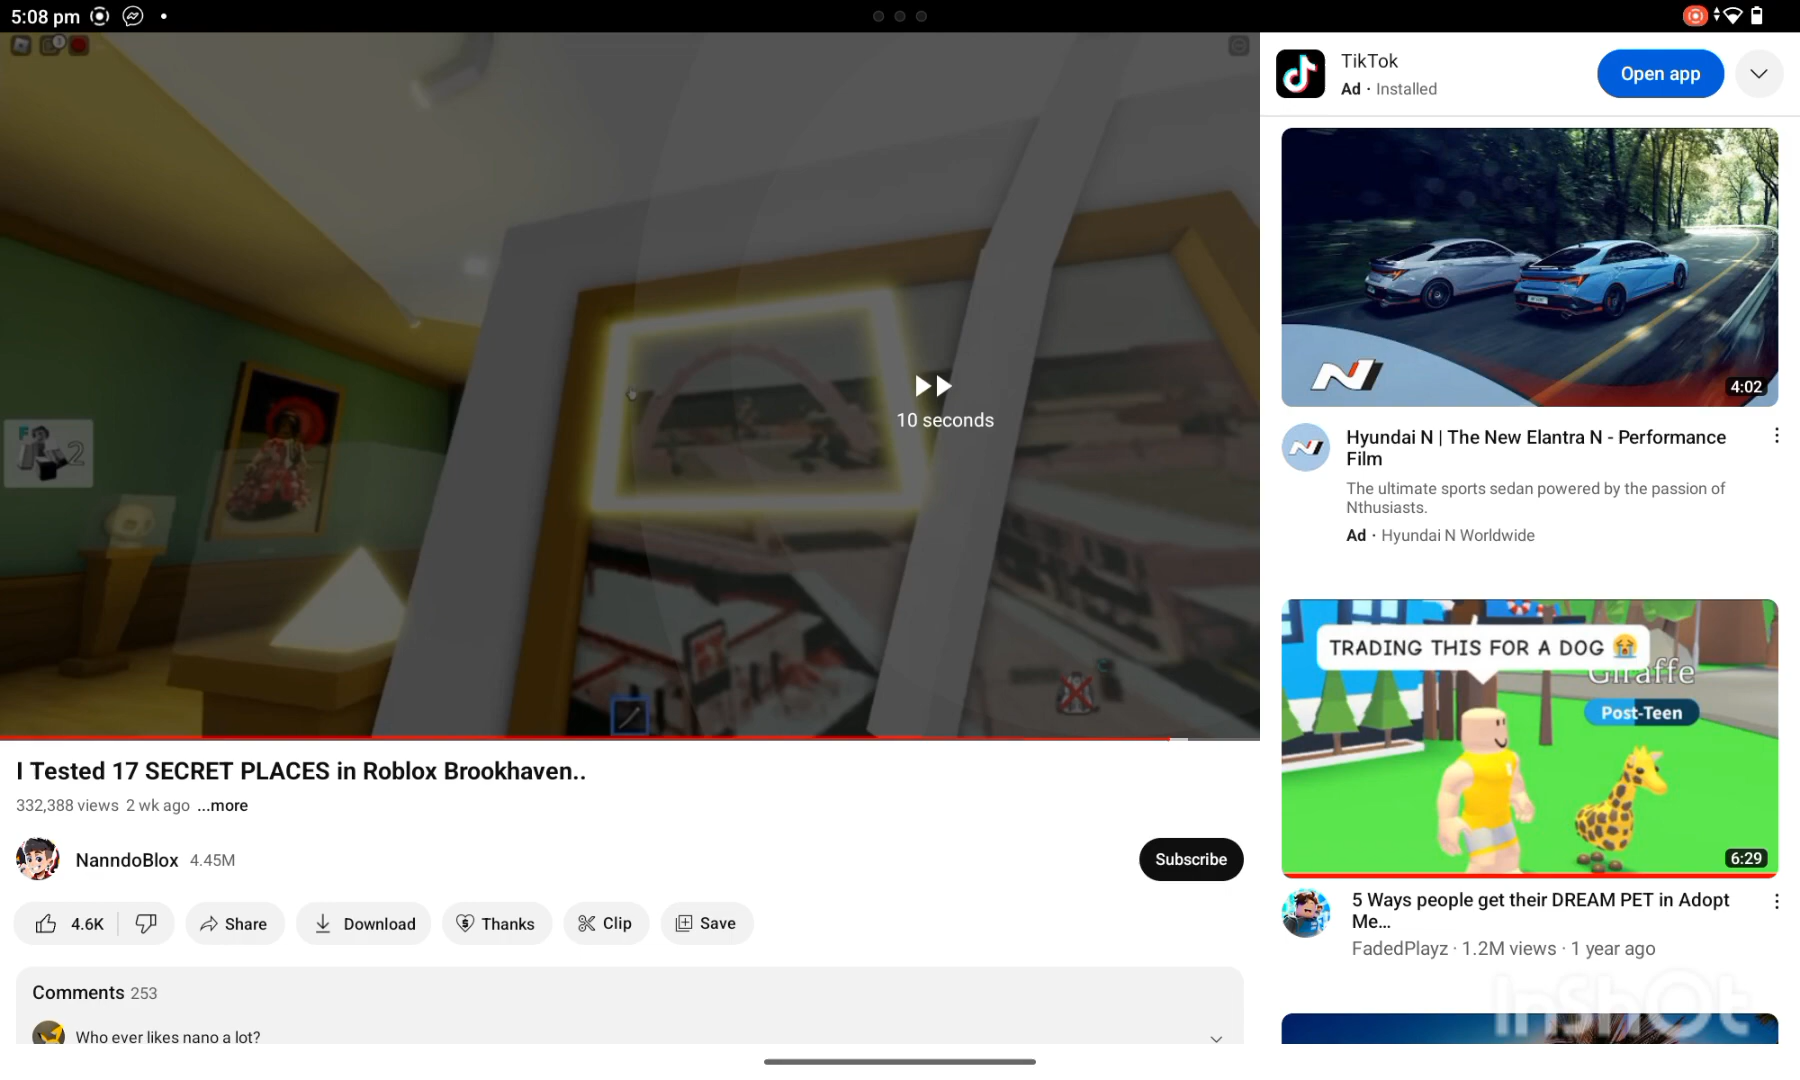 5:08 pm
10 seconds
F
2
I Tested 17 SECRET PLACES in Roblox Brookhaven..
332,388 views 2 wk ago ...more
NanndoBlox 4.45M
Subscribe
4.6K
Share
Download
Thanks
Clip
Save
Comments 253
Who ever likes nano a lot?
TikTok
Ad · Installed
Open app
N
4:02
Hyundai N | The New Elantra N - Performance
Film
The ultimate sports sedan powered by the passion of
Nthusiasts.
Ad · Hyundai N Worldwide
TRADING THIS FOR A DOG 😭
Giraffe
Post-Teen
6:29
5 Ways people get their DREAM PET in Adopt
Me...
FadedPlayz · 1.2M views · 1 year ago
InShOt